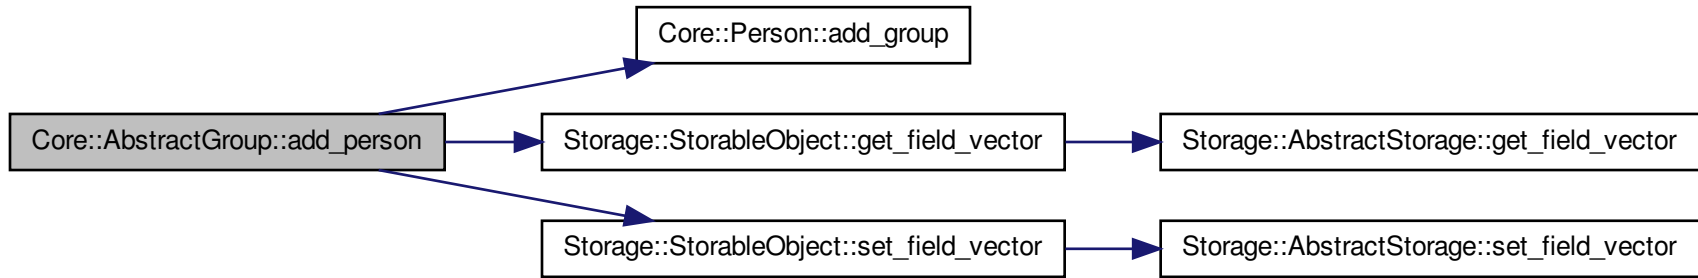 Core::Person::add_group
Core::AbstractGroup::add_person
Storage::StorableObject::get_field_vector
Storage::AbstractStorage::get_field_vector
Storage::StorableObject::set_field_vector
Storage::AbstractStorage::set_field_vector